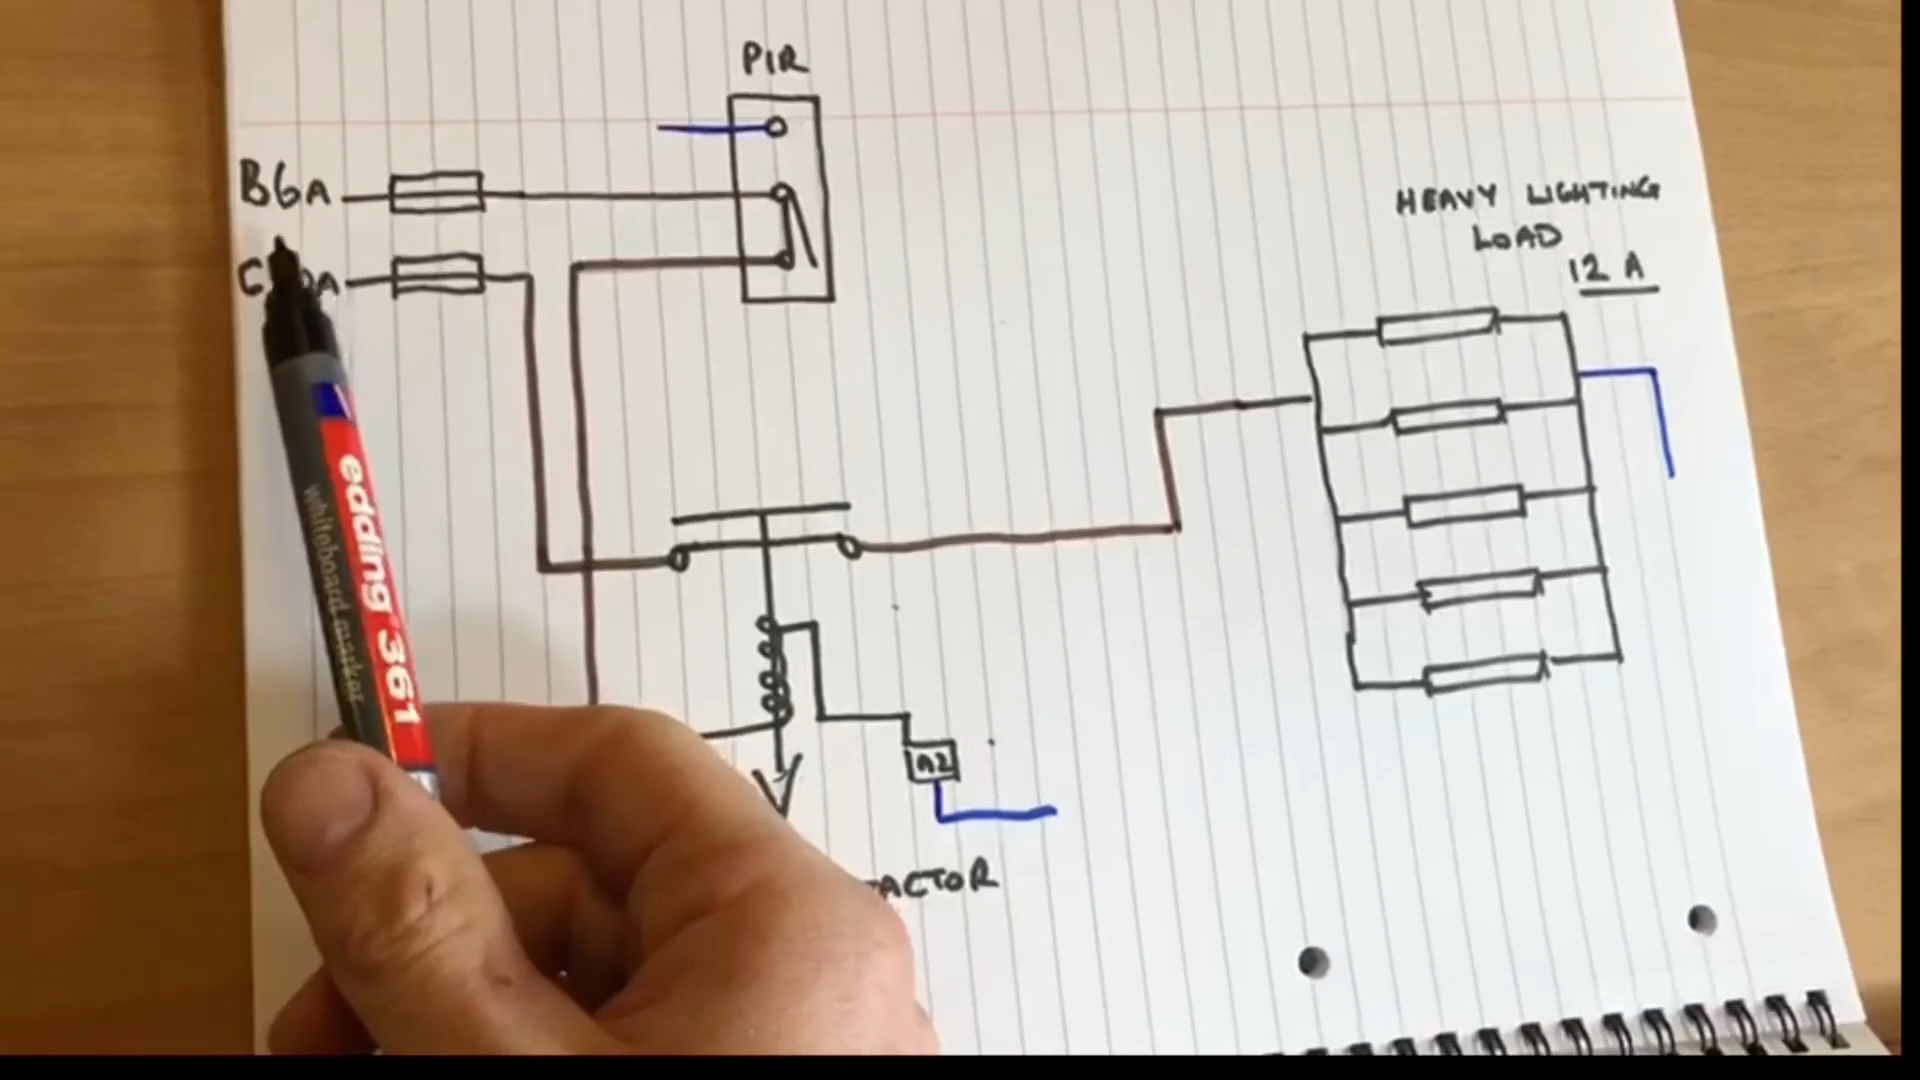 PIR
B6A
HEAVY LIGHTING
LOAD
12 A
edding 361
whiteboard marker
A2